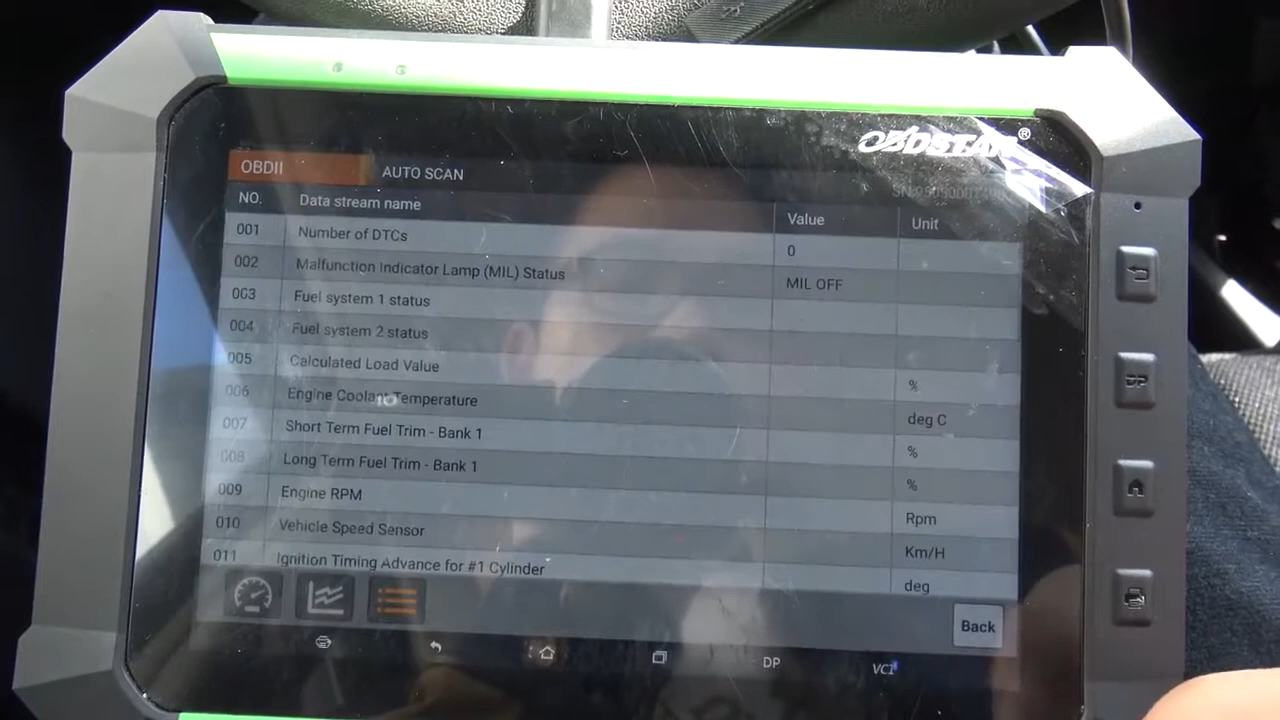 OBDSTAR®
OBDII AUTO SCAN
NO. Data stream name Value Unit
001 Number of DTCs 0
002 Malfunction Indicator Lamp (MIL) Status MIL OFF
003 Fuel system 1 status
004 Fuel system 2 status
005 Calculated Load Value %
006 Engine Coolant Temperature deg C
007 Short Term Fuel Trim - Bank 1 %
008 Long Term Fuel Trim - Bank 1 %
009 Engine RPM Rpm
010 Vehicle Speed Sensor Km/H
011 Ignition Timing Advance for #1 Cylinder deg
Back
DP VCI
DP